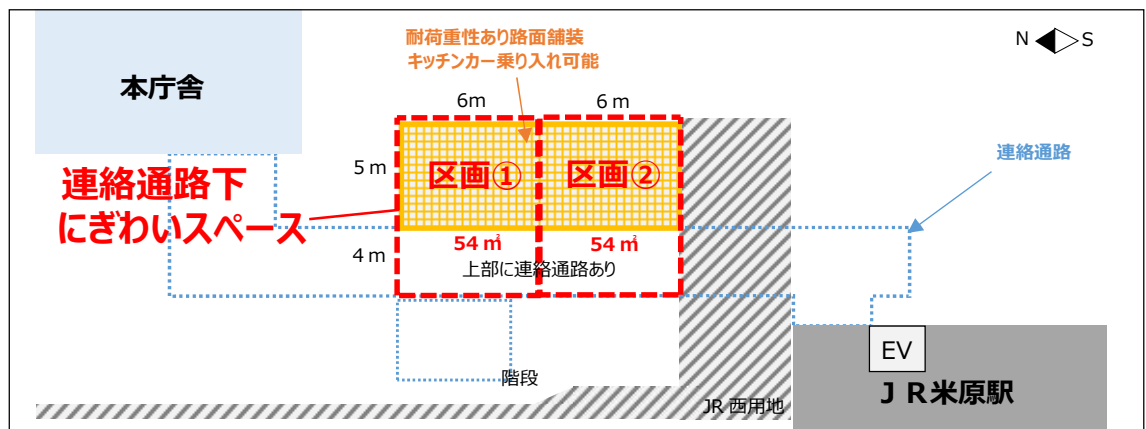 本庁舎
耐荷重性あり路面舗装
キッチンカー乗り入れ可能
N S
6m
6 m
5 m
区画①
区画②
連絡通路
連絡通路下
にぎわいスペース
4 m
54 ㎡
54 ㎡
上部に連絡通路あり
階段
JR 西用地
EV
ＪＲ米原駅